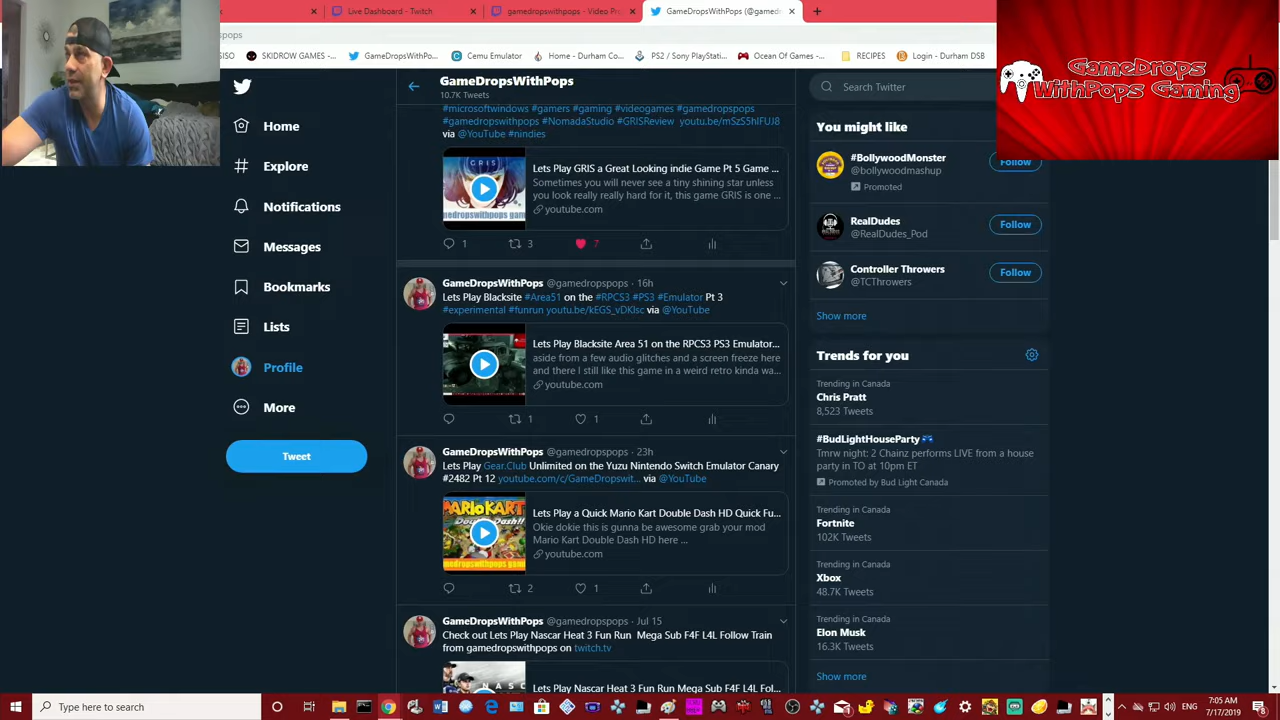 Live Dashboard - Twitch
gamedropswithpops - Video Pro
GameDropsWithPops (@gamed
pops
ISO
SKIDROW GAMES -
GameDropsWithPo...
Cemu Emulator
Home - Durham Co...
PS2 / Sony PlayStati...
Ocean Of Games -...
RECIPES
Login - Durham DSB
GameDrops
WithPops Gaming
GameDropsWithPops
10.7K Tweets
Search Twitter
Home
Explore
Notifications
Messages
Bookmarks
Lists
Profile
More
Tweet
#microsoftwindows #gamers #gaming #videogames #gamedropspops
#gamedropswithpops #NomadaStudio #GRISReview youtu.be/mSzS5hIFUJ8
via @YouTube #nindies
GRIS
Lets Play GRIS a Great Looking indie Game Pt 5 Game ...
Sometimes you will never see a tiny shining star unless
you look really really hard for it, this game GRIS is one ...
youtube.com
1 3 7
GameDropsWithPops @gamedropspops · 16h
Lets Play Blacksite #Area51 on the #RPCS3 #PS3 #Emulator Pt 3
#experimental #funrun youtu.be/kEGS_vDKlsc via @YouTube
Lets Play Blacksite Area 51 on the RPCS3 PS3 Emulator...
aside from a few audio glitches and a screen freeze here
and there I still like this game in a weird retro kinda wa...
youtube.com
1 1
GameDropsWithPops @gamedropspops · 23h
Lets Play Gear.Club Unlimited on the Yuzu Nintendo Switch Emulator Canary
#2482 Pt 12 youtube.com/c/GameDropswit... via @YouTube
MARIO KART
Double Dash!!
edropswithpops gam
Lets Play a Quick Mario Kart Double Dash HD Quick Fu...
Okie dokie this is gunna be awesome grab your mod
Mario Kart Double Dash HD here ...
youtube.com
2 1
GameDropsWithPops @gamedropspops · Jul 15
Check out Lets Play Nascar Heat 3 Fun Run Mega Sub F4F L4L Follow Train
from gamedropswithpops on twitch.tv
Lets Play Nascar Heat 3 Fun Run Mega Sub F4F L4L Fol...
You might like
#BollywoodMonster
@bollywoodmashup
Promoted
Follow
RealDudes
@RealDudes_Pod
Follow
Controller Throwers
@TCThrowers
Follow
Show more
Trends for you
Trending in Canada
Chris Pratt
8,523 Tweets
#BudLightHouseParty
Tmrw night: 2 Chainz performs LIVE from a house
party in TO at 10pm ET
Promoted by Bud Light Canada
Trending in Canada
Fortnite
102K Tweets
Trending in Canada
Xbox
48.7K Tweets
Trending in Canada
Elon Musk
16.3K Tweets
Show more
Type here to search
7:05 AM
7/17/2019